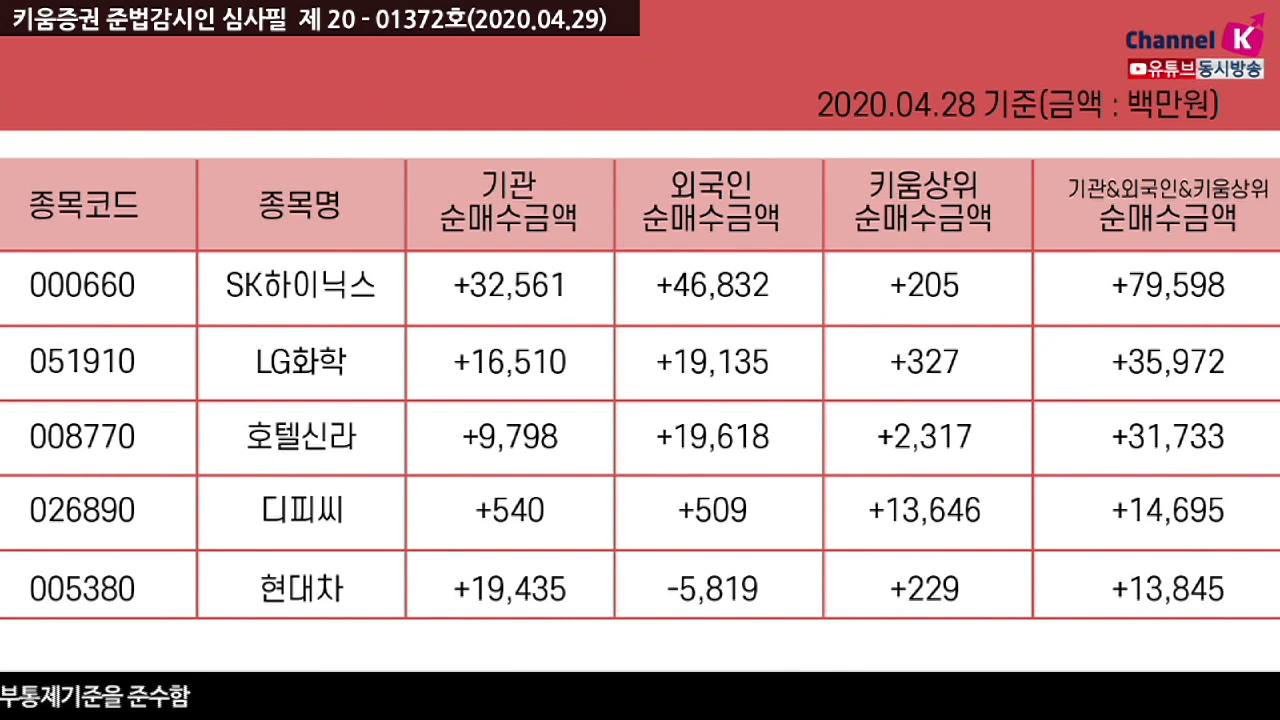 키움증권 준법감시인 심사필 제 20 - 01372호(2020.04.29)
Channel K
유튜브 동시방송
2020.04.28 기준(금액 : 백만원)
종목코드 종목명 기관 순매수금액 외국인 순매수금액 키움상위 순매수금액 기관&외국인&키움상위 순매수금액
000660 SK하이닉스 +32,561 +46,832 +205 +79,598
051910 LG화학 +16,510 +19,135 +327 +35,972
008770 호텔신라 +9,798 +19,618 +2,317 +31,733
026890 디피씨 +540 +509 +13,646 +14,695
005380 현대차 +19,435 -5,819 +229 +13,845
부통제기준을 준수함